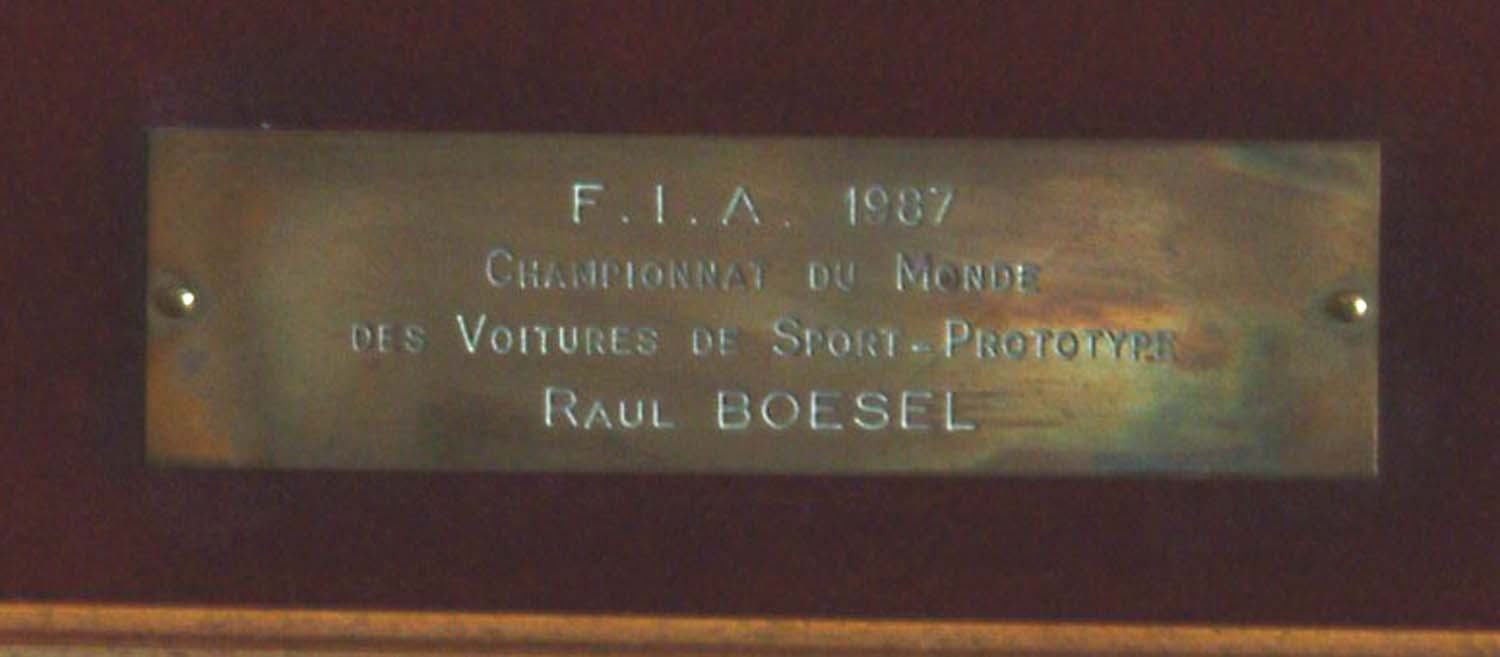 F.I.A. 1987
CHAMPIONNAT DU MONDE
DES VOITURES DE SPORT-PROTOTYPE
RAUL BOESEL